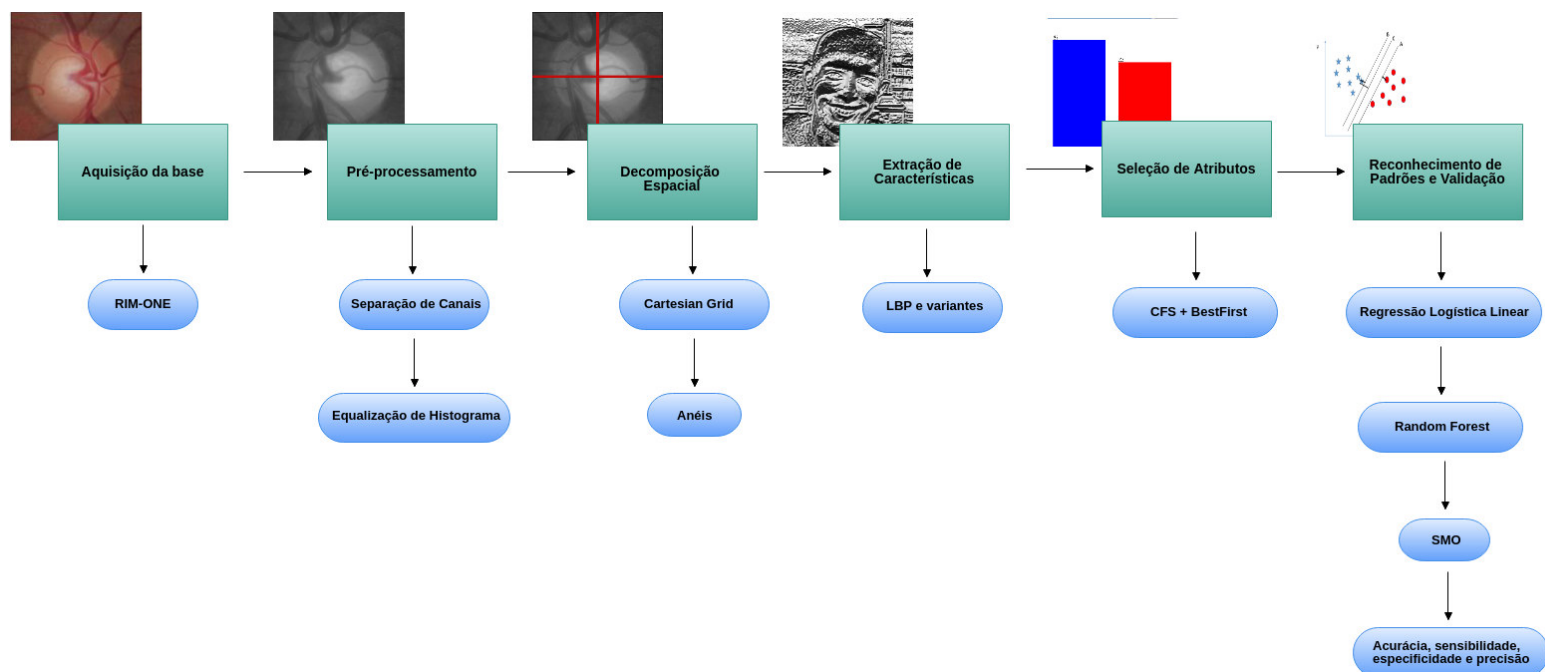 Aquisição da base
Pré-processamento
Decomposição
Espacial
Extração de
Características
Seleção de Atributos
Reconhecimento de
Padrões e Validação
RIM-ONE
Separação de Canais
Cartesian Grid
LBP e variantes
CFS + BestFirst
Regressão Logística Linear
Equalização de Histograma
Anéis
Random Forest
SMO
Acurácia, sensibilidade,
especificidade e precisão